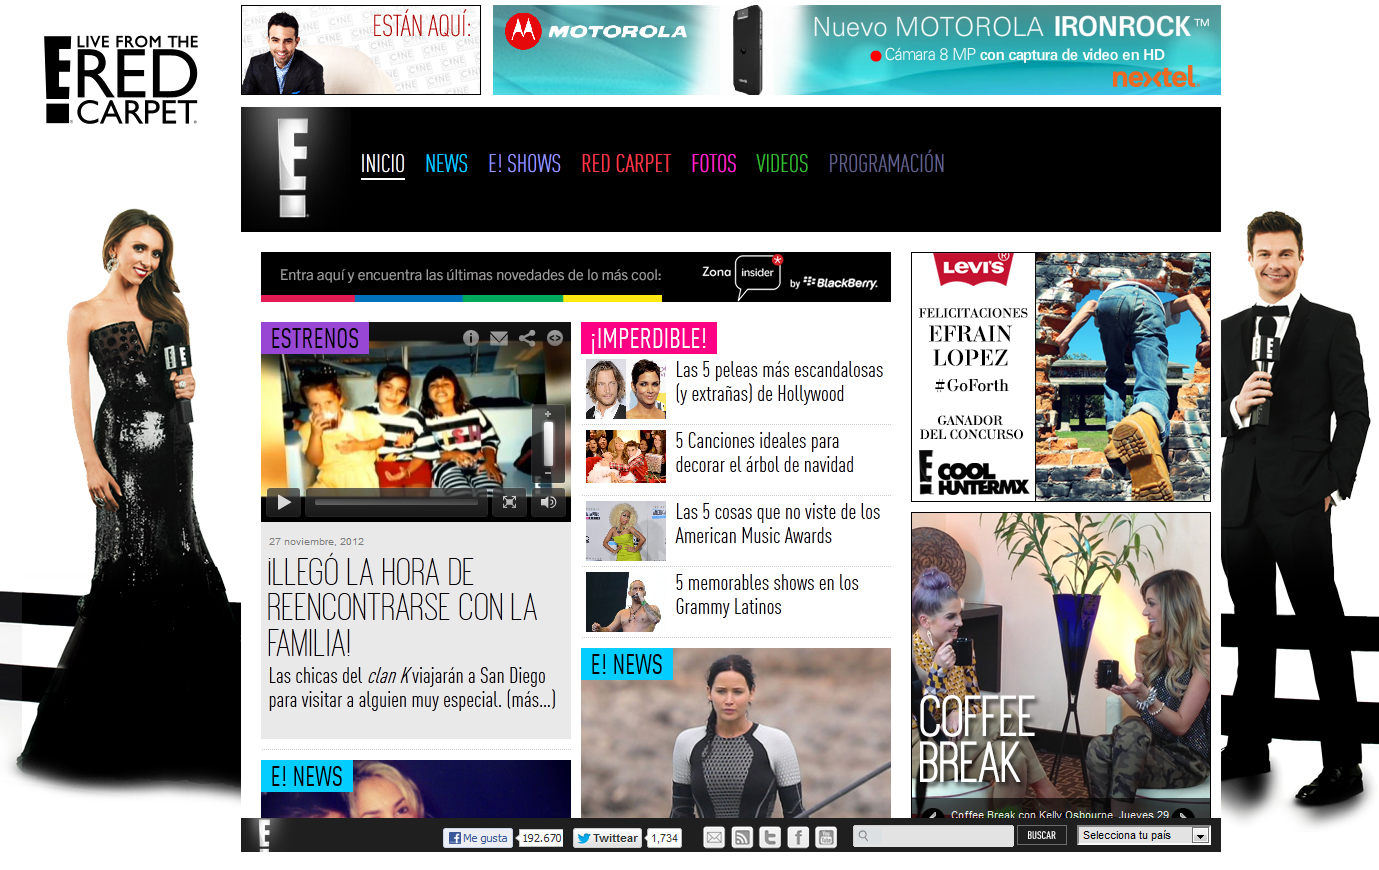 LIVE FROM THE
E! RED
CARPET
ESTÁN AQUÍ:
MOTOROLA
Nuevo MOTOROLA IRONROCK™
Cámara 8 MP con captura de video en HD
nextel
E!
INICIO NEWS E! SHOWS RED CARPET FOTOS VIDEOS PROGRAMACIÓN
Entra aquí y encuentra las últimas novedades de lo más cool:
Zona insider by BlackBerry.
ESTRENOS
27 noviembre, 2012
¡LLEGÓ LA HORA DE
REENCONTRARSE CON LA
FAMILIA!
Las chicas del clan K viajarán a San Diego
para visitar a alguien muy especial. (más...)
E! NEWS
¡IMPERDIBLE!
Las 5 peleas más escandalosas
(y extrañas) de Hollywood
5 Canciones ideales para
decorar el árbol de navidad
Las 5 cosas que no viste de los
American Music Awards
5 memorables shows en los
Grammy Latinos
E! NEWS
LEVI'S
FELICITACIONES
EFRAIN
LOPEZ
#GoForth
GANADOR
DEL CONCURSO
E! COOL
HUNTERMX
COFFEE
BREAK
Coffee Break con Kelly Osbourne. Jueves 29
E!
Me gusta 192.670 Twittear 1,734
BUSCAR
Selecciona tu país